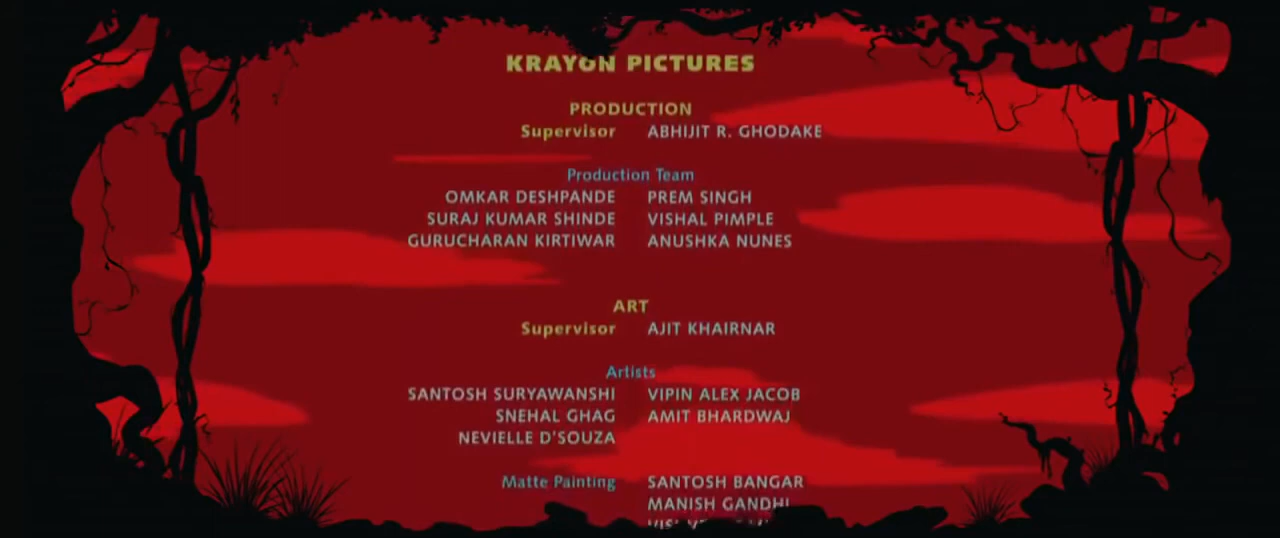 KRAYON PICTURES
PRODUCTION
Supervisor ABHIJIT R. GHODAKE
Production Team
OMKAR DESHPANDE PREM SINGH
SURAJ KUMAR SHINDE VISHAL PIMPLE
GURUCHARAN KIRTIWAR ANUSHKA NUNES
ART
Supervisor AJIT KHAIRNAR
Artists
SANTOSH SURYAWANSHI VIPIN ALEX JACOB
SNEHAL GHAG AMIT BHARDWAJ
NEVIELLE D'SOUZA
Matte Painting SANTOSH BANGAR
MANISH GANDHI